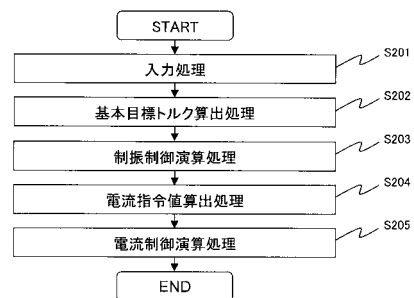 START
入力処理
S201
基本目標トルク算出処理
S202
制振制御演算処理
S203
電流指令値算出処理
S204
電流制御演算処理
S205
END